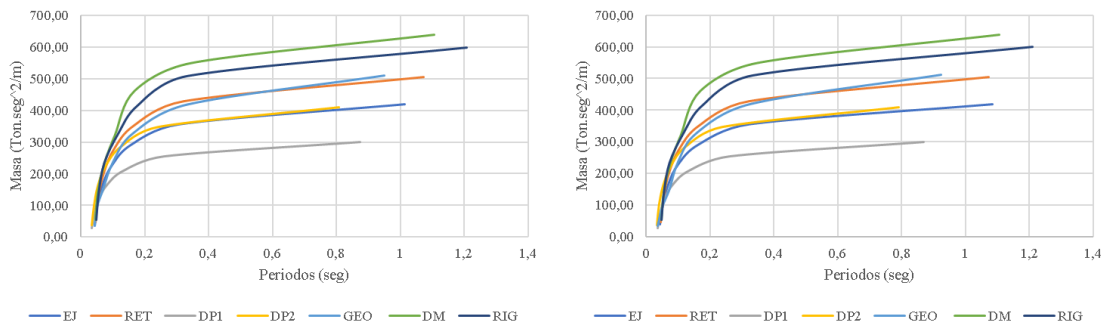 700,00
600,00
500,00
400,00
300,00
200,00
100,00
0,00
Masa (Ton.seg^2/m)
0 0,2 0,4 0,6 0,8 1 1,2 1,4
Periodos (seg)
EJ RET DP1 DP2 GEO DM RIG
700,00
600,00
500,00
400,00
300,00
200,00
100,00
0,00
Masa (Ton.seg^2/m)
0 0,2 0,4 0,6 0,8 1 1,2 1,4
Periodos (seg)
EJ RET DP1 DP2 GEO DM RIG